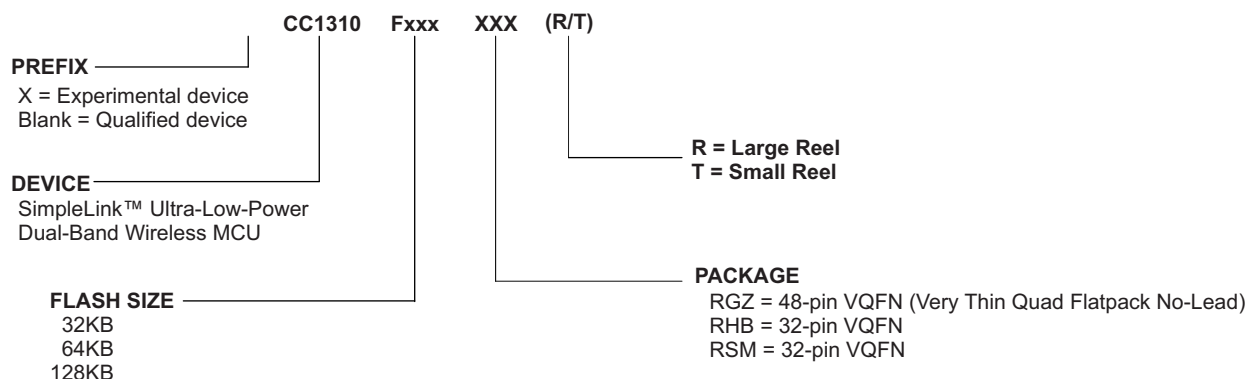 CC1310 Fxxx XXX (R/T)
PREFIX
X = Experimental device
Blank = Qualified device
R = Large Reel
T = Small Reel
DEVICE
SimpleLink™ Ultra-Low-Power
Dual-Band Wireless MCU
PACKAGE
RGZ = 48-pin VQFN (Very Thin Quad Flatpack No-Lead)
RHB = 32-pin VQFN
RSM = 32-pin VQFN
FLASH SIZE
32KB
64KB
128KB